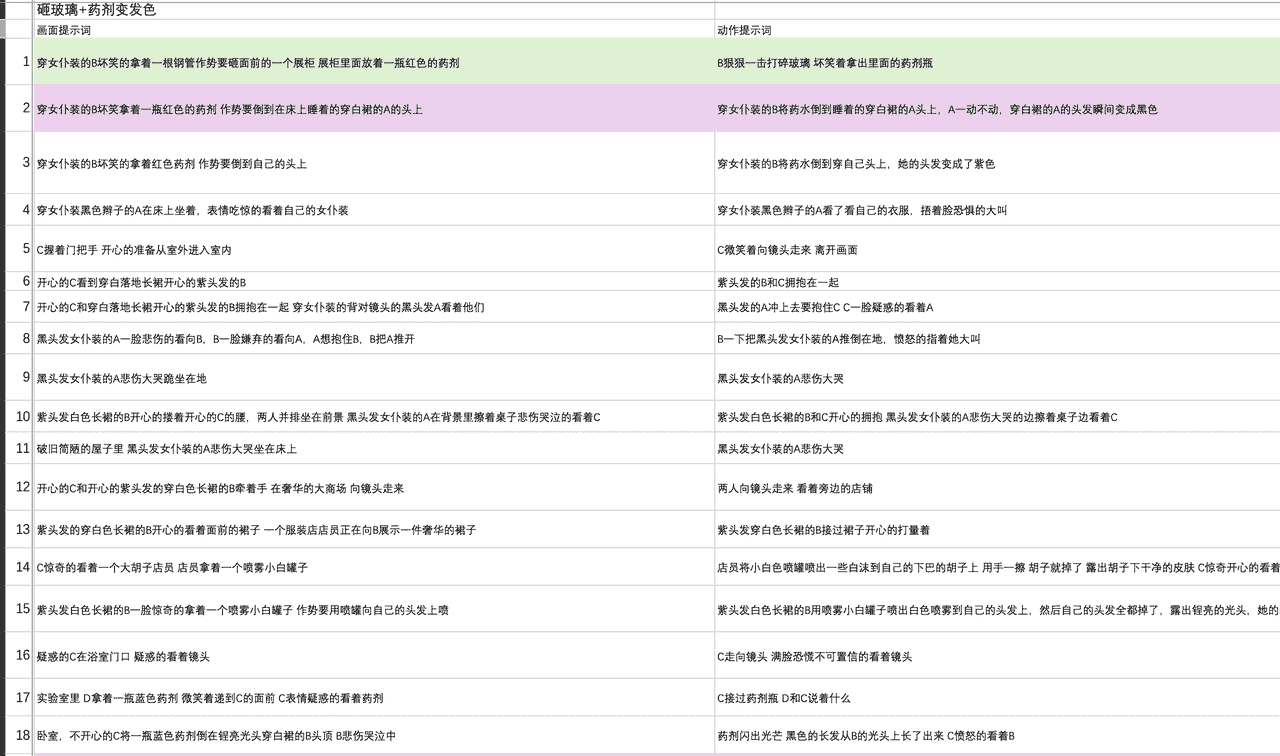 砸玻璃+药剂变发色
画面提示词 动作提示词
1 穿女仆装的B坏笑的拿着一根钢管作势要砸面前的一个展柜 展柜里面放着一瓶红色的药剂 B狠狠一击打碎玻璃 坏笑着拿出里面的药剂瓶
2 穿女仆装的B坏笑拿着一瓶红色的药剂 作势要倒到在床上睡着的穿白裙的A的头上 穿女仆装的B将药水倒到睡着的穿白裙的A头上，A一动不动，穿白裙的A的头发瞬间变成黑色
3 穿女仆装的B坏笑的拿着红色药剂 作势要倒到自己的头上 穿女仆装的B将药水倒到穿自己头上，她的头发变成了紫色
4 穿女仆装黑色辫子的A在床上坐着，表情吃惊的看着自己的女仆装 穿女仆装黑色辫子的A看了看自己的衣服，捂着脸恐惧的大叫
5 C握着门把手 开心的准备从室外进入室内 C微笑着向镜头走来 离开画面
6 开心的C看到穿白落地长裙开心的紫头发的B 紫头发的B和C拥抱在一起
7 开心的C和穿白落地长裙开心的紫头发的B拥抱在一起 穿女仆装的背对镜头的黑头发A看着他们 黑头发的A冲上去要抱住C C一脸疑惑的看着A
8 黑头发女仆装的A一脸悲伤的看向B，B一脸嫌弃的看向A，A想抱住B，B把A推开 B一下把黑头发女仆装的A推倒在地，愤怒的指着她大叫
9 黑头发女仆装的A悲伤大哭跪坐在地 黑头发女仆装的A悲伤大哭
10 紫头发白色长裙的B开心的搂着开心的C的腰，两人并排坐在前景 黑头发女仆装的A在背景里擦着桌子悲伤哭泣的看着C 紫头发白色长裙的B和C开心的拥抱 黑头发女仆装的A悲伤大哭的边擦着桌子边看着C
11 破旧简陋的屋子里 黑头发女仆装的A悲伤大哭坐在床上 黑头发女仆装的A悲伤大哭
12 开心的C和开心的紫头发的穿白色长裙的B牵着手 在奢华的大商场 向镜头走来 两人向镜头走来 看着旁边的店铺
13 紫头发的穿白色长裙的B开心的看着面前的裙子 一个服装店店员正在向B展示一件奢华的裙子 紫头发穿白色长裙的B接过裙子开心的打量着
14 C惊奇的看着一个大胡子店员 店员拿着一个喷雾小白罐子 店员将小白色喷罐喷出一些白沫到自己的下巴的胡子上 用手一擦 胡子就掉了 露出胡子下干净的皮肤 C惊奇开心的看着
15 紫头发白色长裙的B一脸惊奇的拿着一个喷雾小白罐子 作势要用喷罐向自己的头发上喷 紫头发白色长裙的B用喷雾小白罐子喷出白色喷雾到自己的头发上，然后自己的头发全都掉了，露出锃亮的光头，她的
16 疑惑的C在浴室门口 疑惑的看着镜头 C走向镜头 满脸恐慌不可置信的看着镜头
17 实验室里 D拿着一瓶蓝色药剂 微笑着递到C的面前 C表情疑惑的看着药剂 C接过药剂瓶 D和C说着什么
18 卧室，不开心的C将一瓶蓝色药剂倒在锃亮光头穿白裙的B头顶 B悲伤哭泣中 药剂闪出光芒 黑色的长发从B的光头上长了出来 C愤怒的看着B